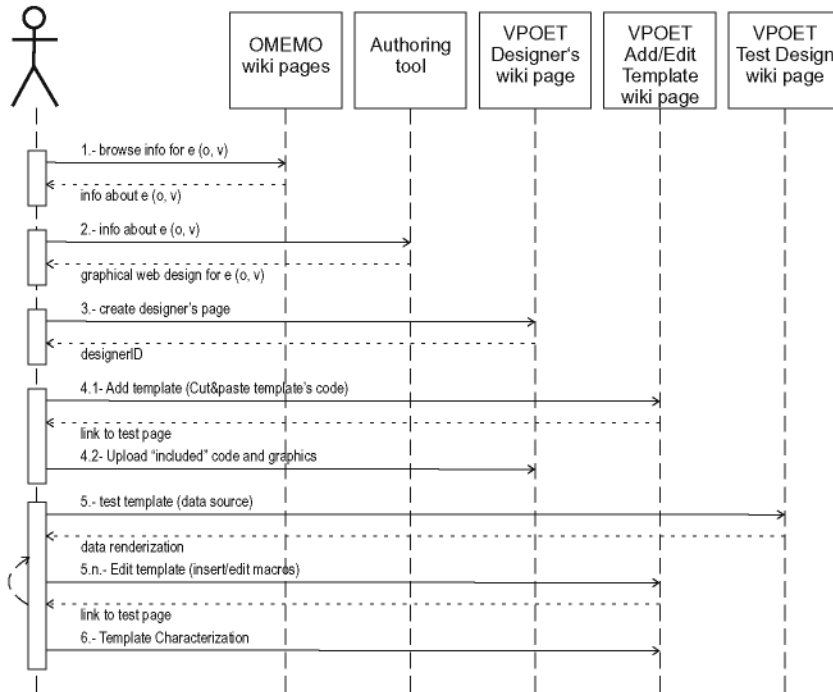 OMEMO
wiki pages
Authoring
tool
VPOET
Designer‘s
wiki page
VPOET
Add/Edit
Template
wiki page
VPOET
Test Design
wiki page
1.- browse info for e (o, v)
info about e (o, v)
2.- info about e (o, v)
graphical web design for e (o, v)
3.- create designer's page
designerID
4.1- Add template (Cut&paste template's code)
link to test page
4.2- Upload “included” code and graphics
5.- test template (data source)
data renderization
5.n.- Edit template (insert/edit macros)
link to test page
6.- Template Characterization